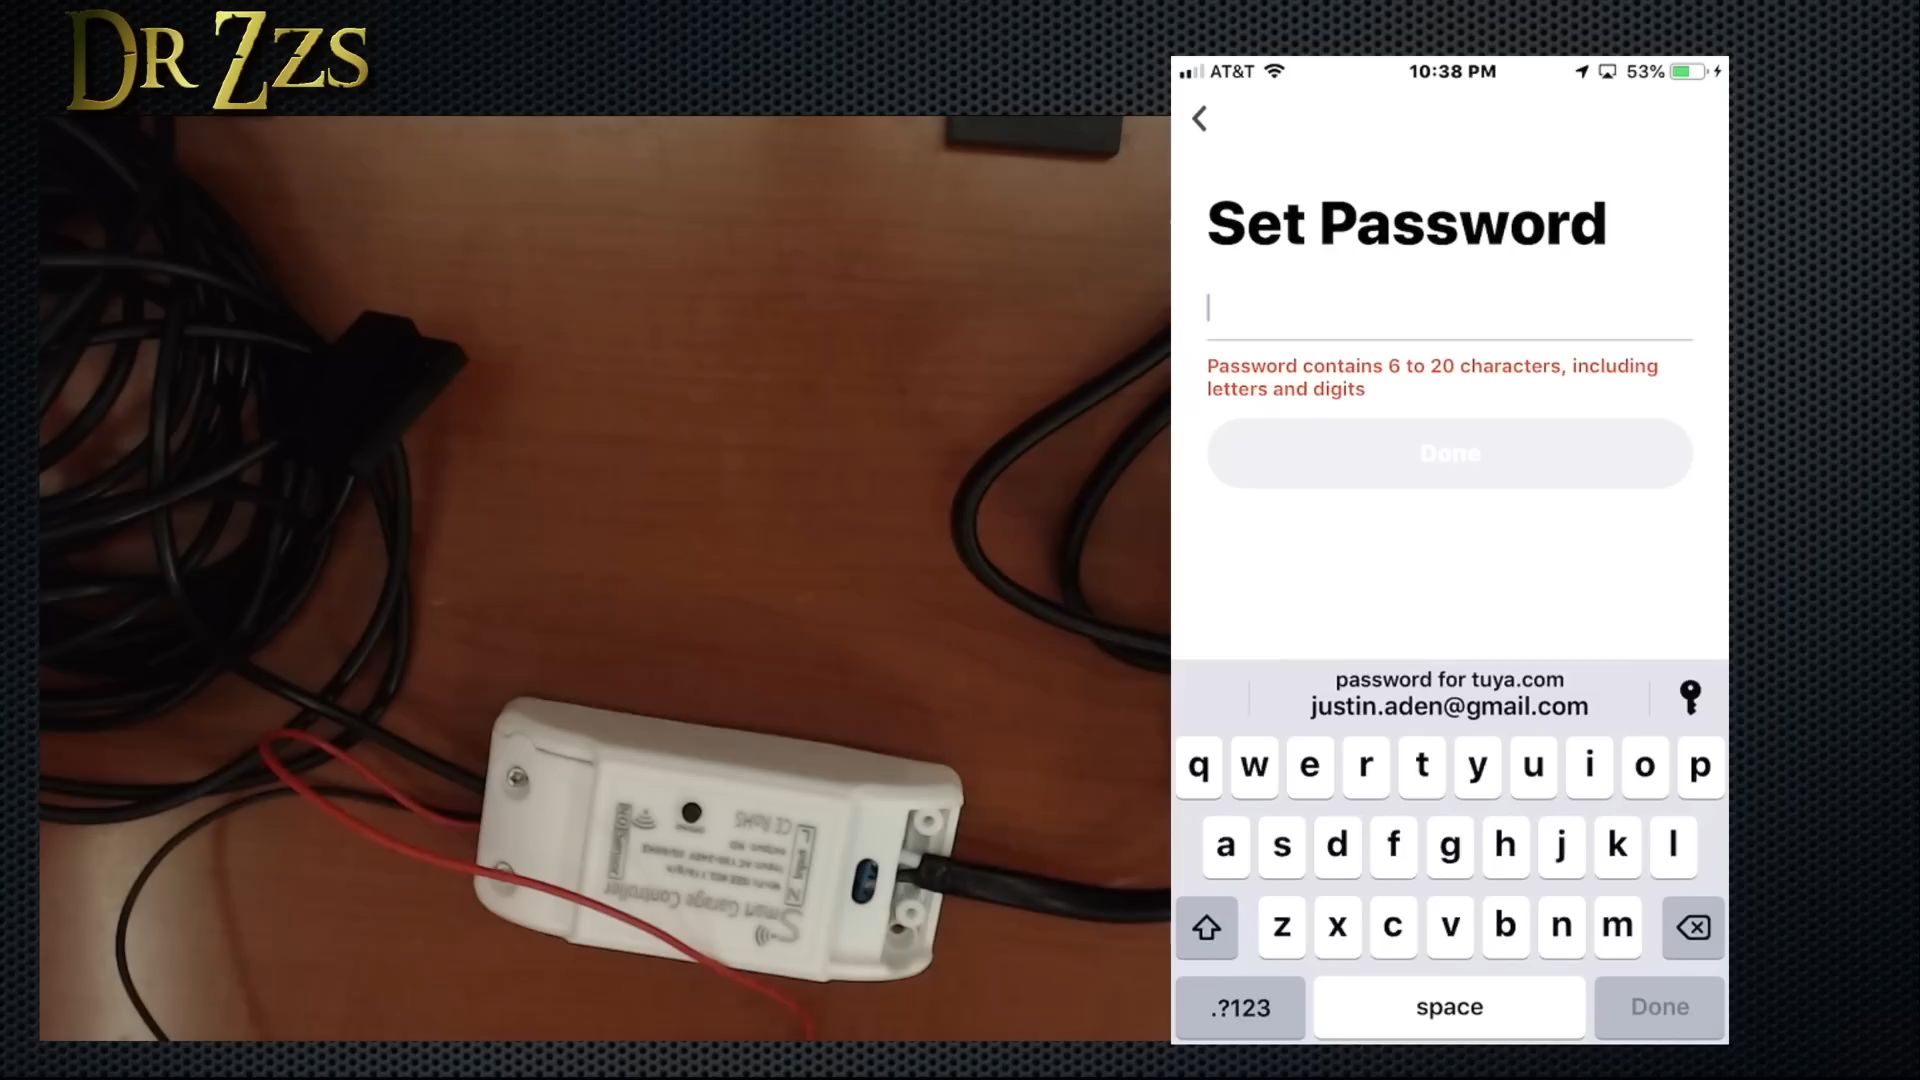 DR ZZS
AT&T
10:38 PM
53%
Set Password
Password contains 6 to 20 characters, including
letters and digits
Done
password for tuya.com
justin.aden@gmail.com
q w e r t y u i o p
a s d f g h j k l
z x c v b n m
.?123
space
Done
Smart Garage Controller
CE RoHS